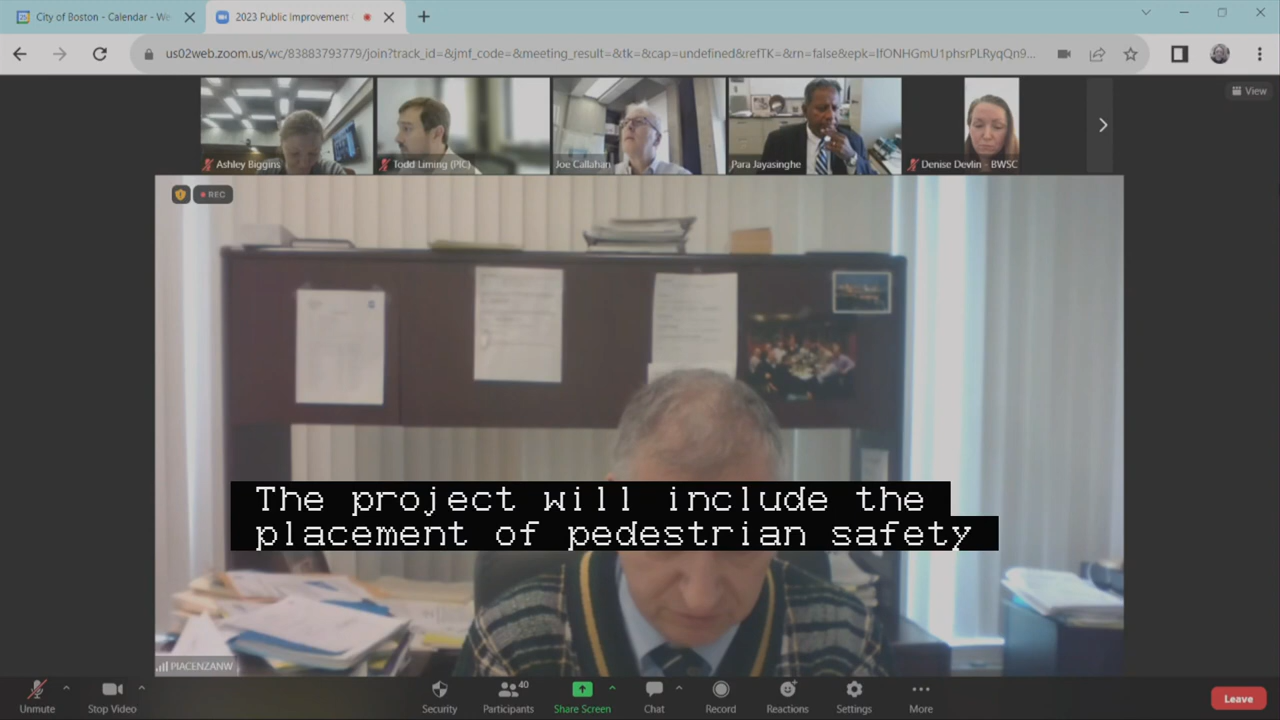 City of Boston - Calendar - We
2023 Public Improvement
us02web.zoom.us/wc/83883793779/join?track_id=&jmf_code=&meeting_result=&tk=&cap=undefined&refTK=&rn=false&epk=
View
Ashley Biggins
Todd Liming (PIC)
Joe Callahan
Para Jayasinghe
Denise Devlin - BWSC
REC
The project will include the
placement of pedestrian safety
PIACENZANW
40
Unmute
Stop Video
Security
Participants
Share Screen
Chat
Record
Reactions
Settings
More
Leave